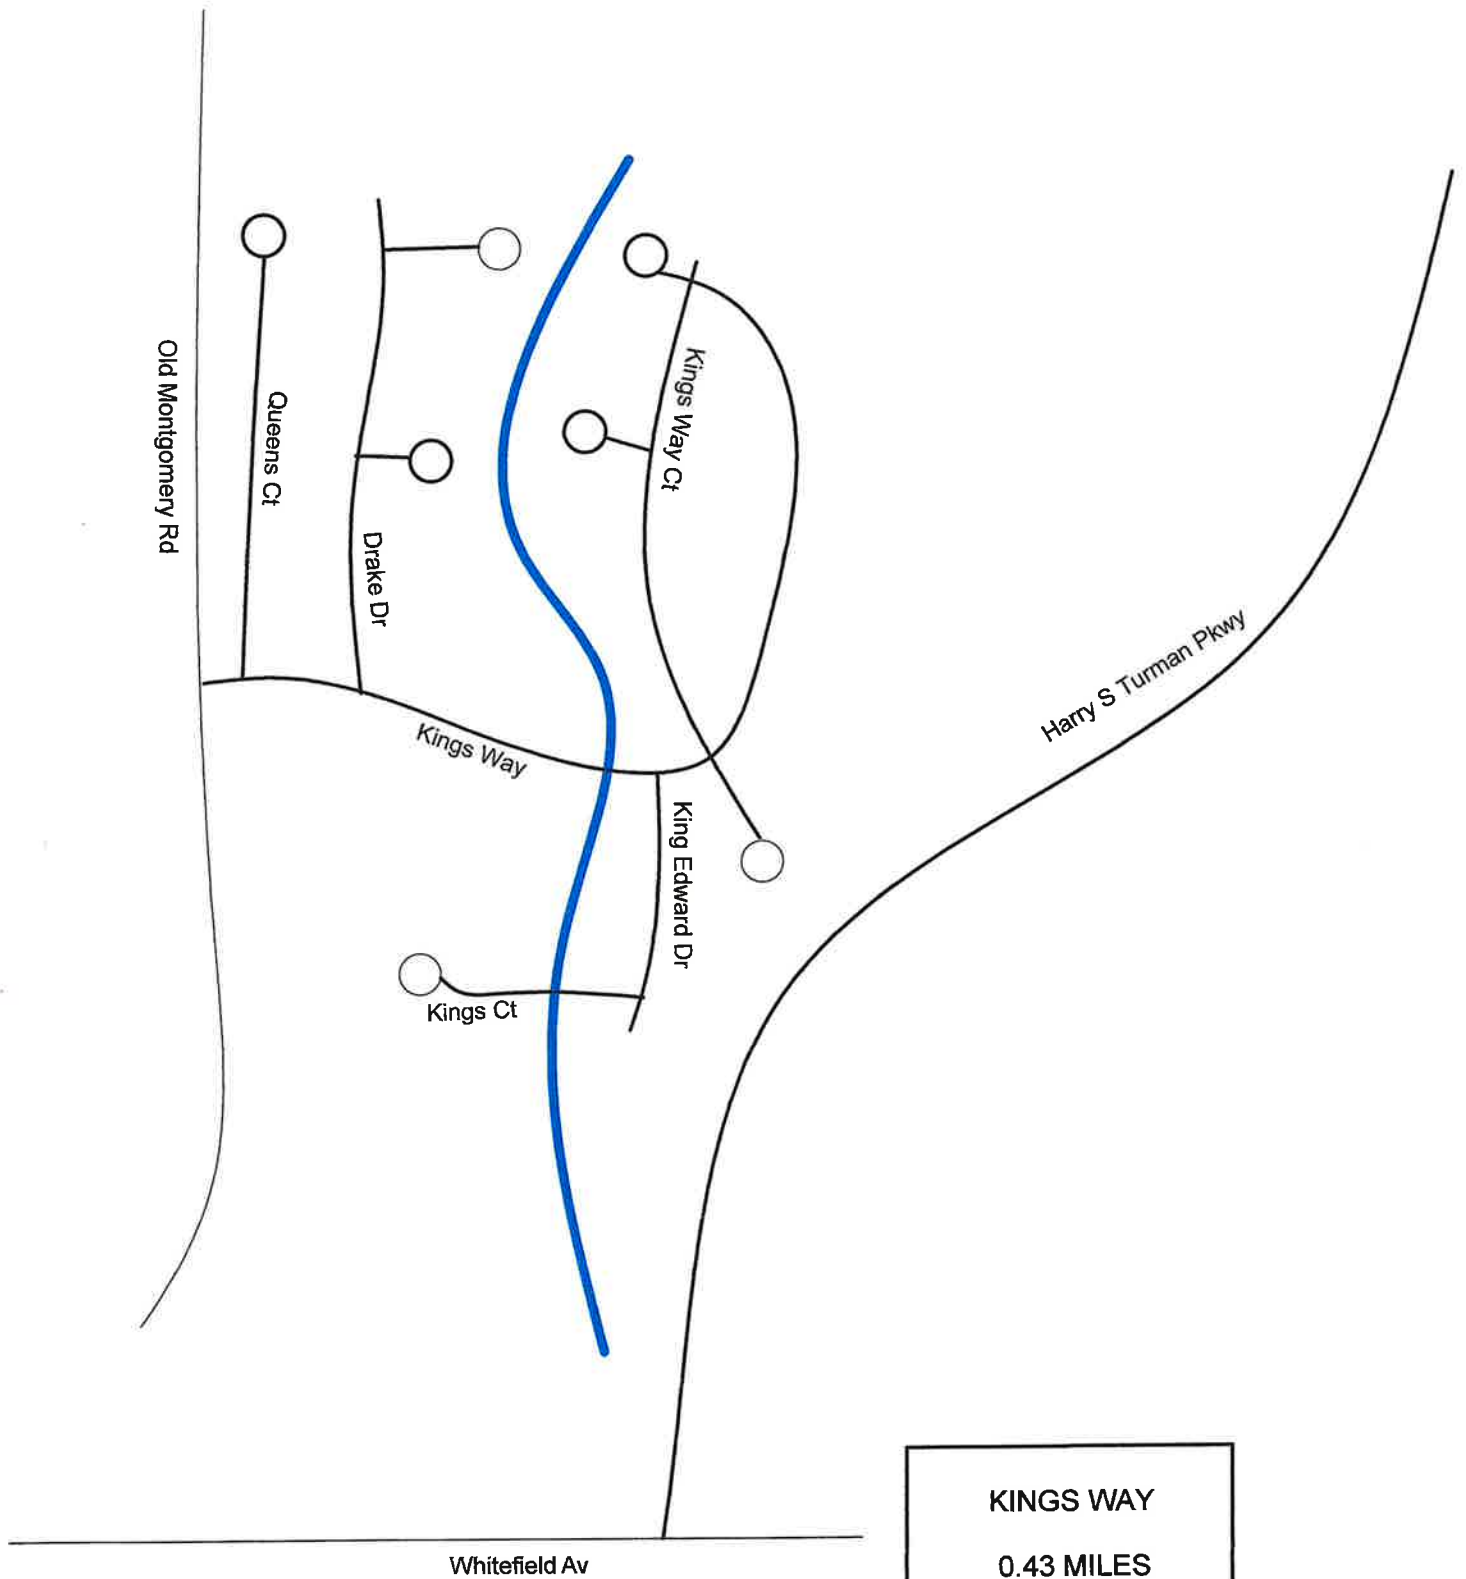 Old Montgomery Rd
Queens Ct
Drake Dr
Kings Way Ct
Kings Way
King Edward Dr
Kings Ct
Harry S Turman Pkwy
Whitefield Av
KINGS WAY
0.43 MILES